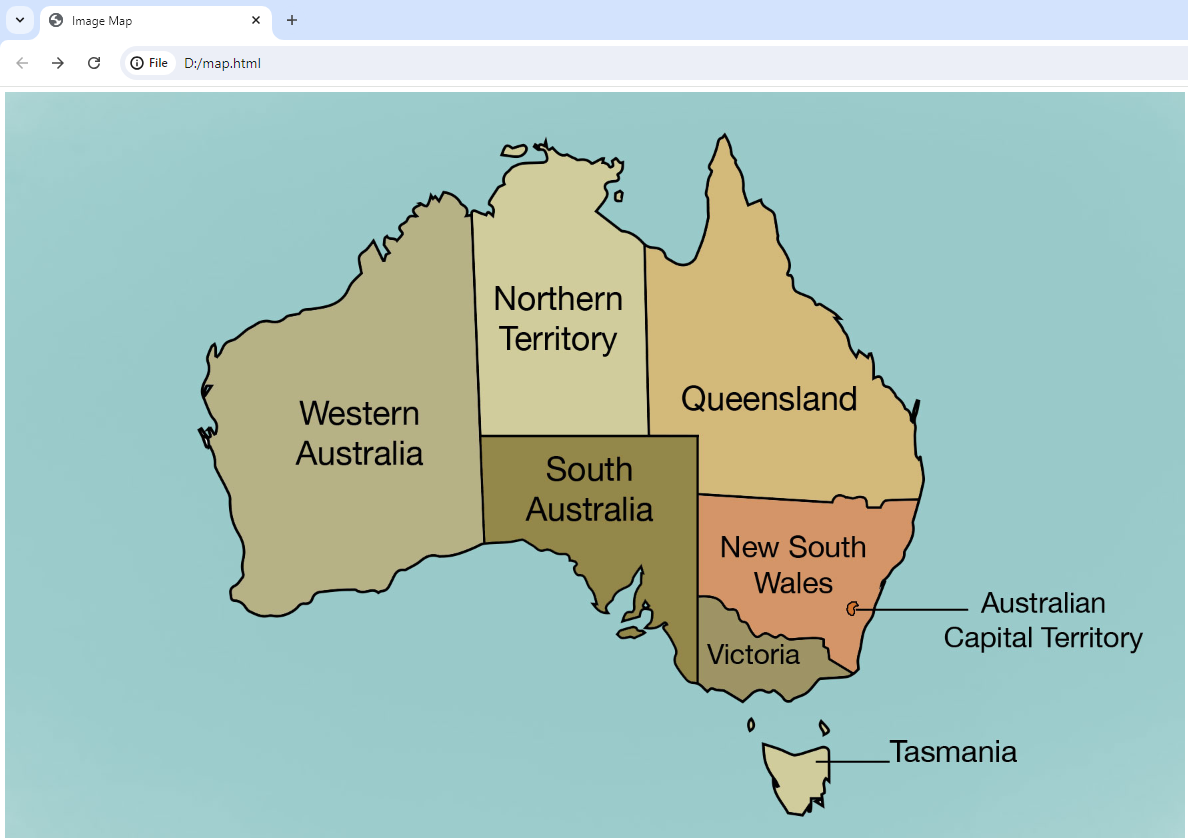 Image Map
File D:/map.html
Northern
Territory
Queensland
Western
Australia
South
Australia
New South
Wales
Australian
Capital Territory
Victoria
Tasmania